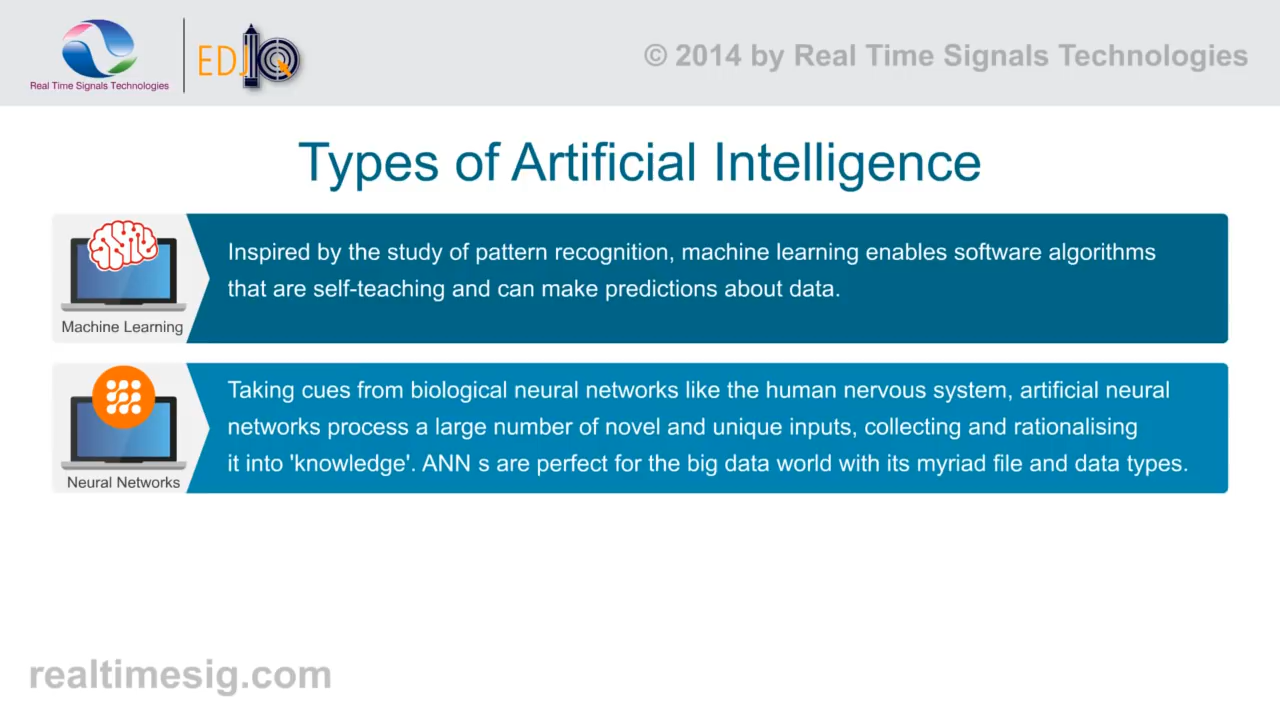 Real Time Signals Technologies
EDJIQ
© 2014 by Real Time Signals Technologies
Types of Artificial Intelligence
Machine Learning
Inspired by the study of pattern recognition, machine learning enables software algorithms
that are self-teaching and can make predictions about data.
Neural Networks
Taking cues from biological neural networks like the human nervous system, artificial neural
networks process a large number of novel and unique inputs, collecting and rationalising
it into 'knowledge'. ANN s are perfect for the big data world with its myriad file and data types.
realtimesig.com